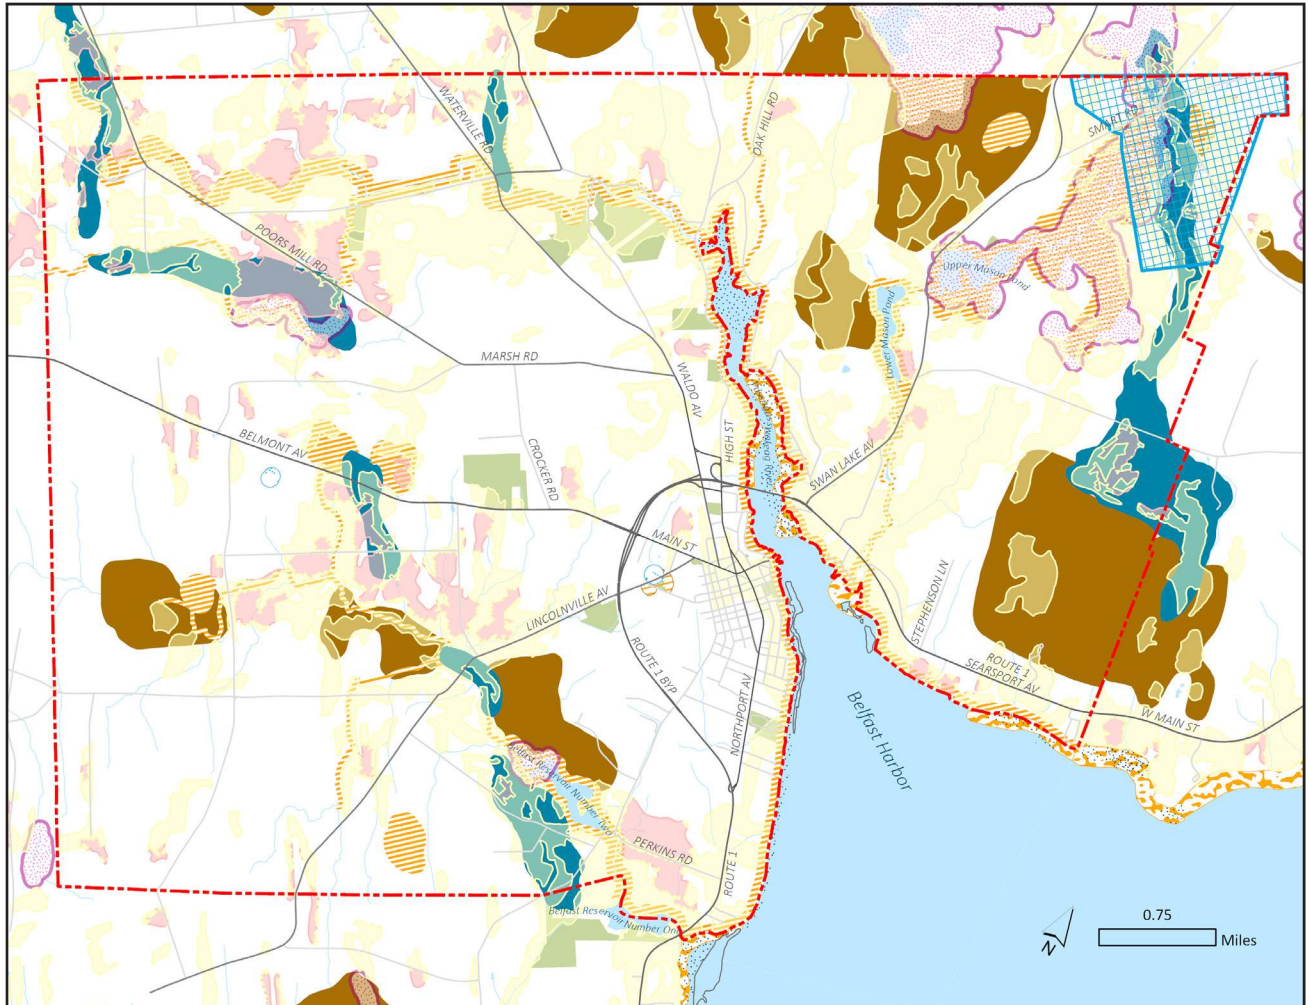 WATERVILLE RD
OAK HILL RD
SMART RD
POORS MILL RD
Upper Mason Pond
Lower Mason Pond
MARSH RD
WALDO AV
HIGH ST
River
SWAN LAKE AV
BELMONT AV
CROCKER RD
MAIN ST
LINCOLNVILLE AV
STEPHENSON LN
ROUTE 1 BYP
ROUTE 1
SEARSPORT AV
NORTHPORT AV
W MAIN ST
Belfast Harbor
Belfast Reservoir Number Two
PERKINS RD
ROUTE 1
Belfast Reservoir Number One
N
0.75
Miles